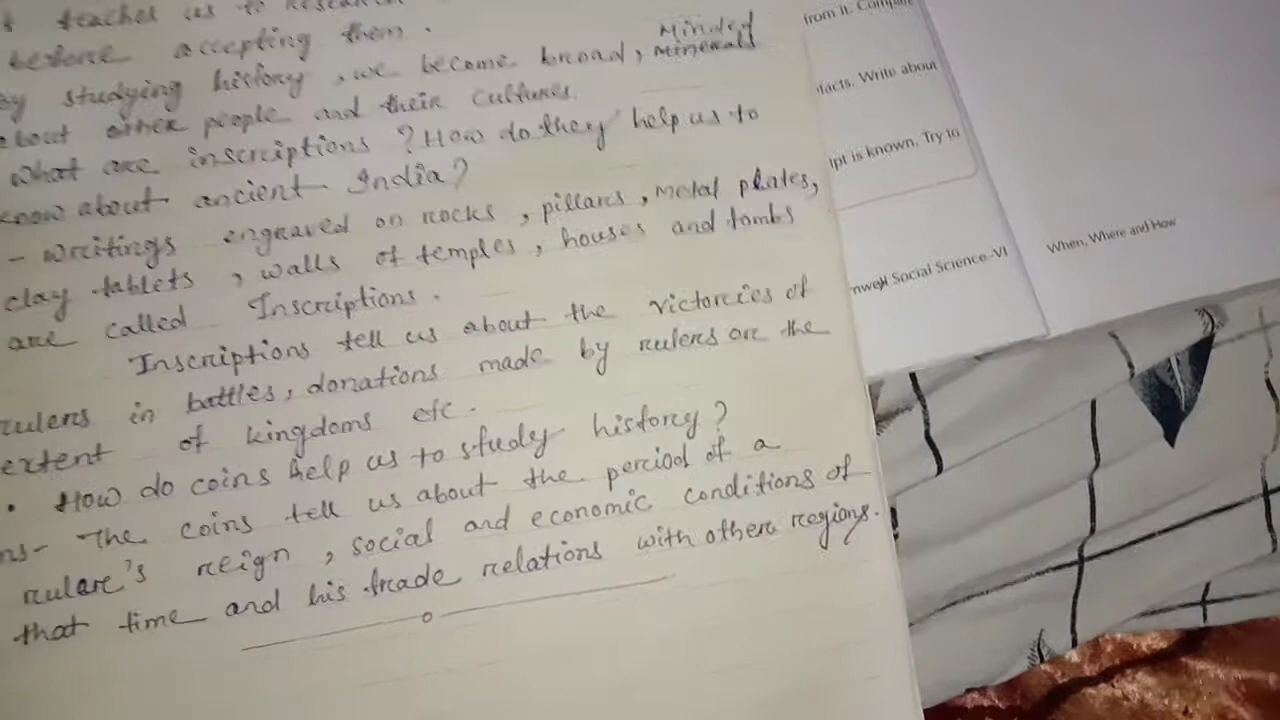 teaches us to research
before accepting them.
by studying history, we become broad, Minded minerals
about other people and their cultures.
what are inscriptions? How do they help us to
know about ancient India?
- writings engraved on rocks, pillars, metal plates,
clay tablets, walls of temples, houses and tombs
are called Inscriptions.
Inscriptions tell us about the victories of
rulers in battles, donations made by rulers or the
extent of kingdoms etc.
• How do coins help us to study history?
ns- The coins tell us about the period of a
ruler's reign, social and economic conditions of
that time and his trade relations with other regions.
from it. Compare
facts. Write about
ipt is known. Try to
nwell Social Science-VI
When, Where and How